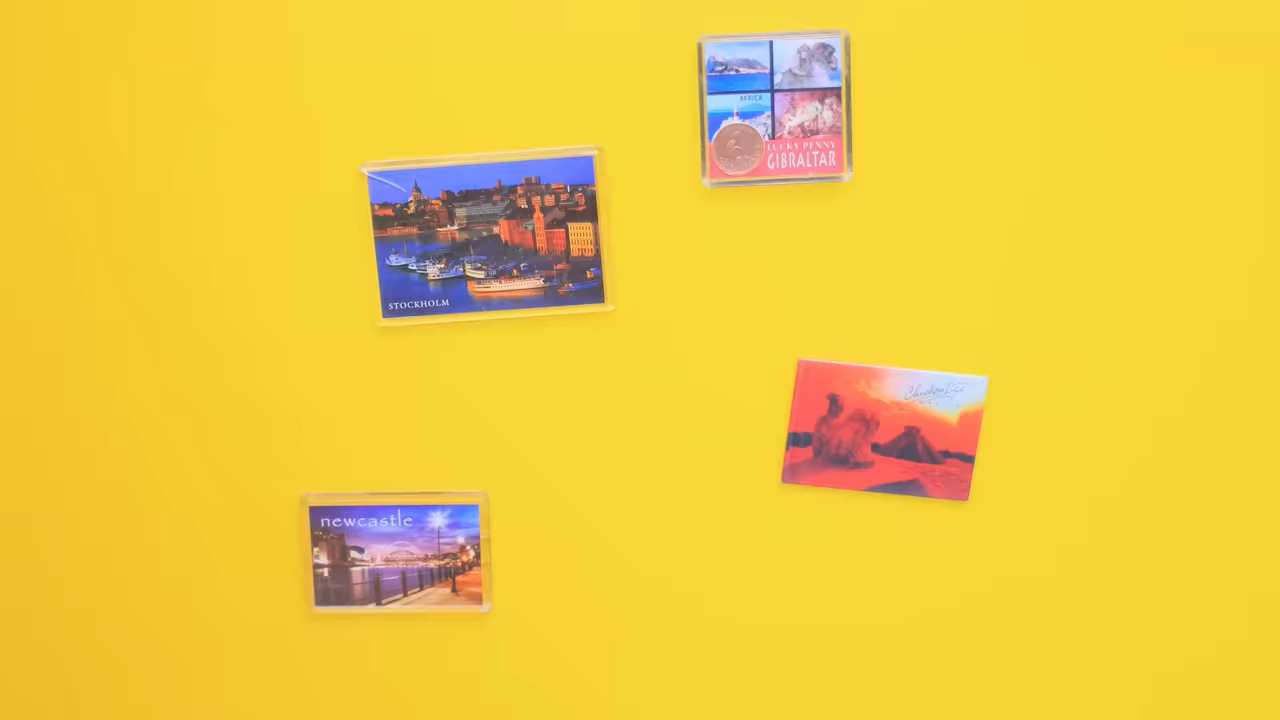 AFRICA
LUCKY PENNY
GIBRALTAR
STOCKHOLM
newcastle